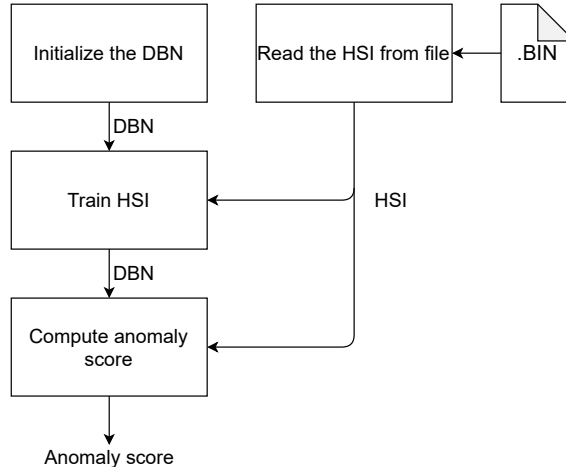 Initialize the DBN
Read the HSI from file
.BIN
DBN
Train HSI
HSI
DBN
Compute anomaly
score
Anomaly score